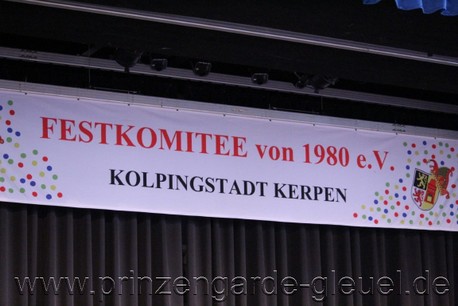 FESTKOMITEE von 1980 e.V.
KOLPINGSTADT KERPEN
www.prinzengarde-gleuel.de